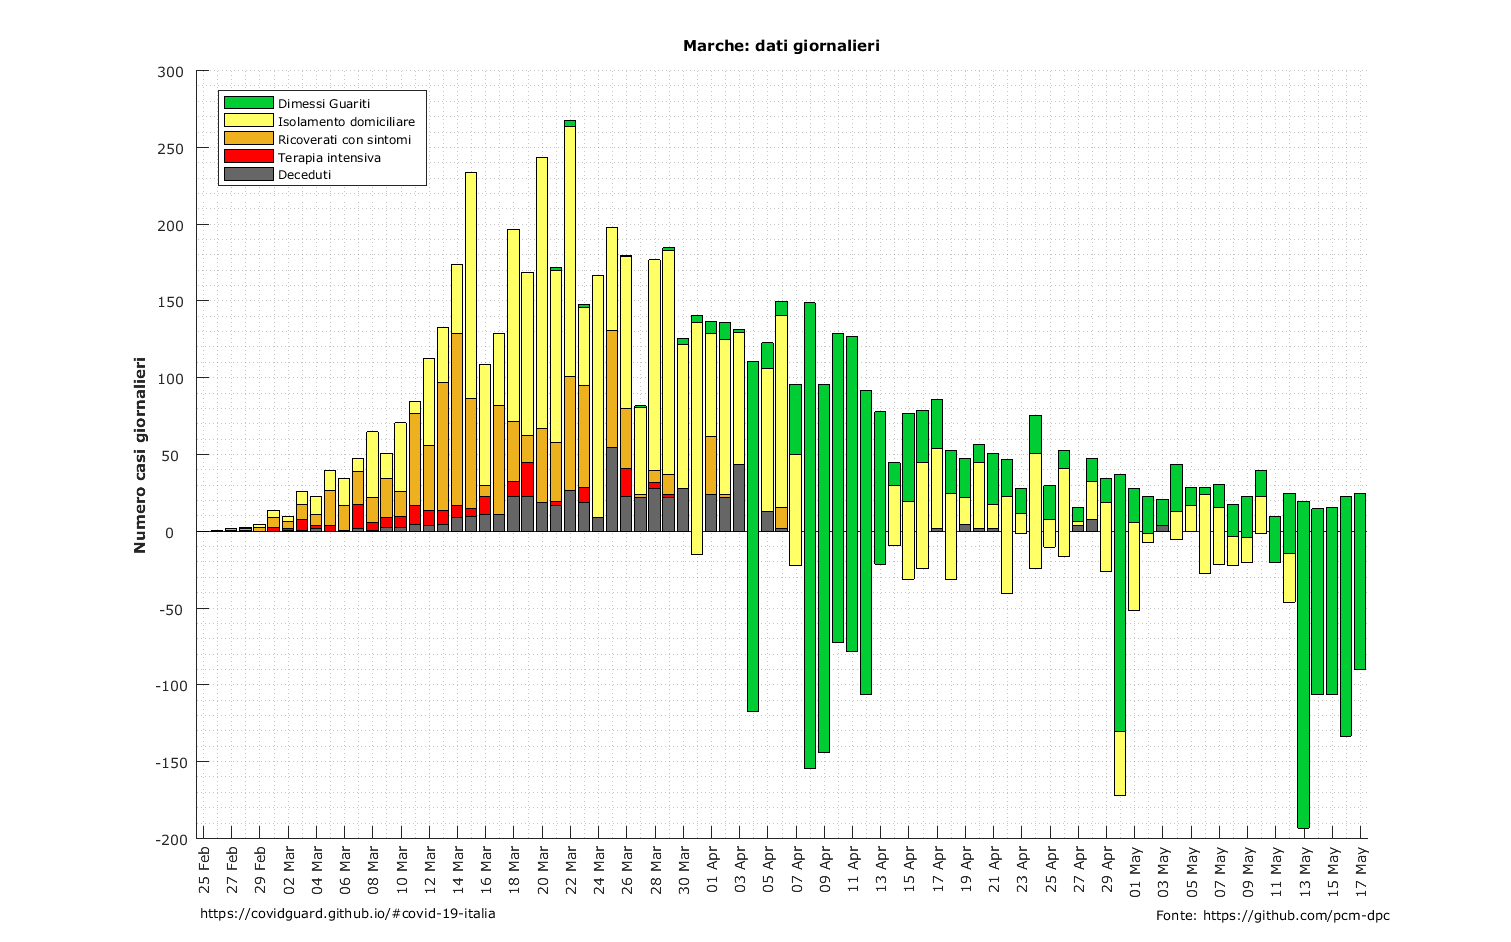 Marche: dati giornalieri
Numero casi giornalieri
300
250
200
150
100
50
0
-50
-100
-150
-200
Dimessi Guariti
Isolamento domiciliare
Ricoverati con sintomi
Terapia intensiva
Deceduti
25 Feb
27 Feb
29 Feb
02 Mar
04 Mar
06 Mar
08 Mar
10 Mar
12 Mar
14 Mar
16 Mar
18 Mar
20 Mar
22 Mar
24 Mar
26 Mar
28 Mar
30 Mar
01 Apr
03 Apr
05 Apr
07 Apr
09 Apr
11 Apr
13 Apr
15 Apr
17 Apr
19 Apr
21 Apr
23 Apr
25 Apr
27 Apr
29 Apr
01 May
03 May
05 May
07 May
09 May
11 May
13 May
15 May
17 May
https://covidguard.github.io/#covid-19-italia
Fonte: https://github.com/pcm-dpc